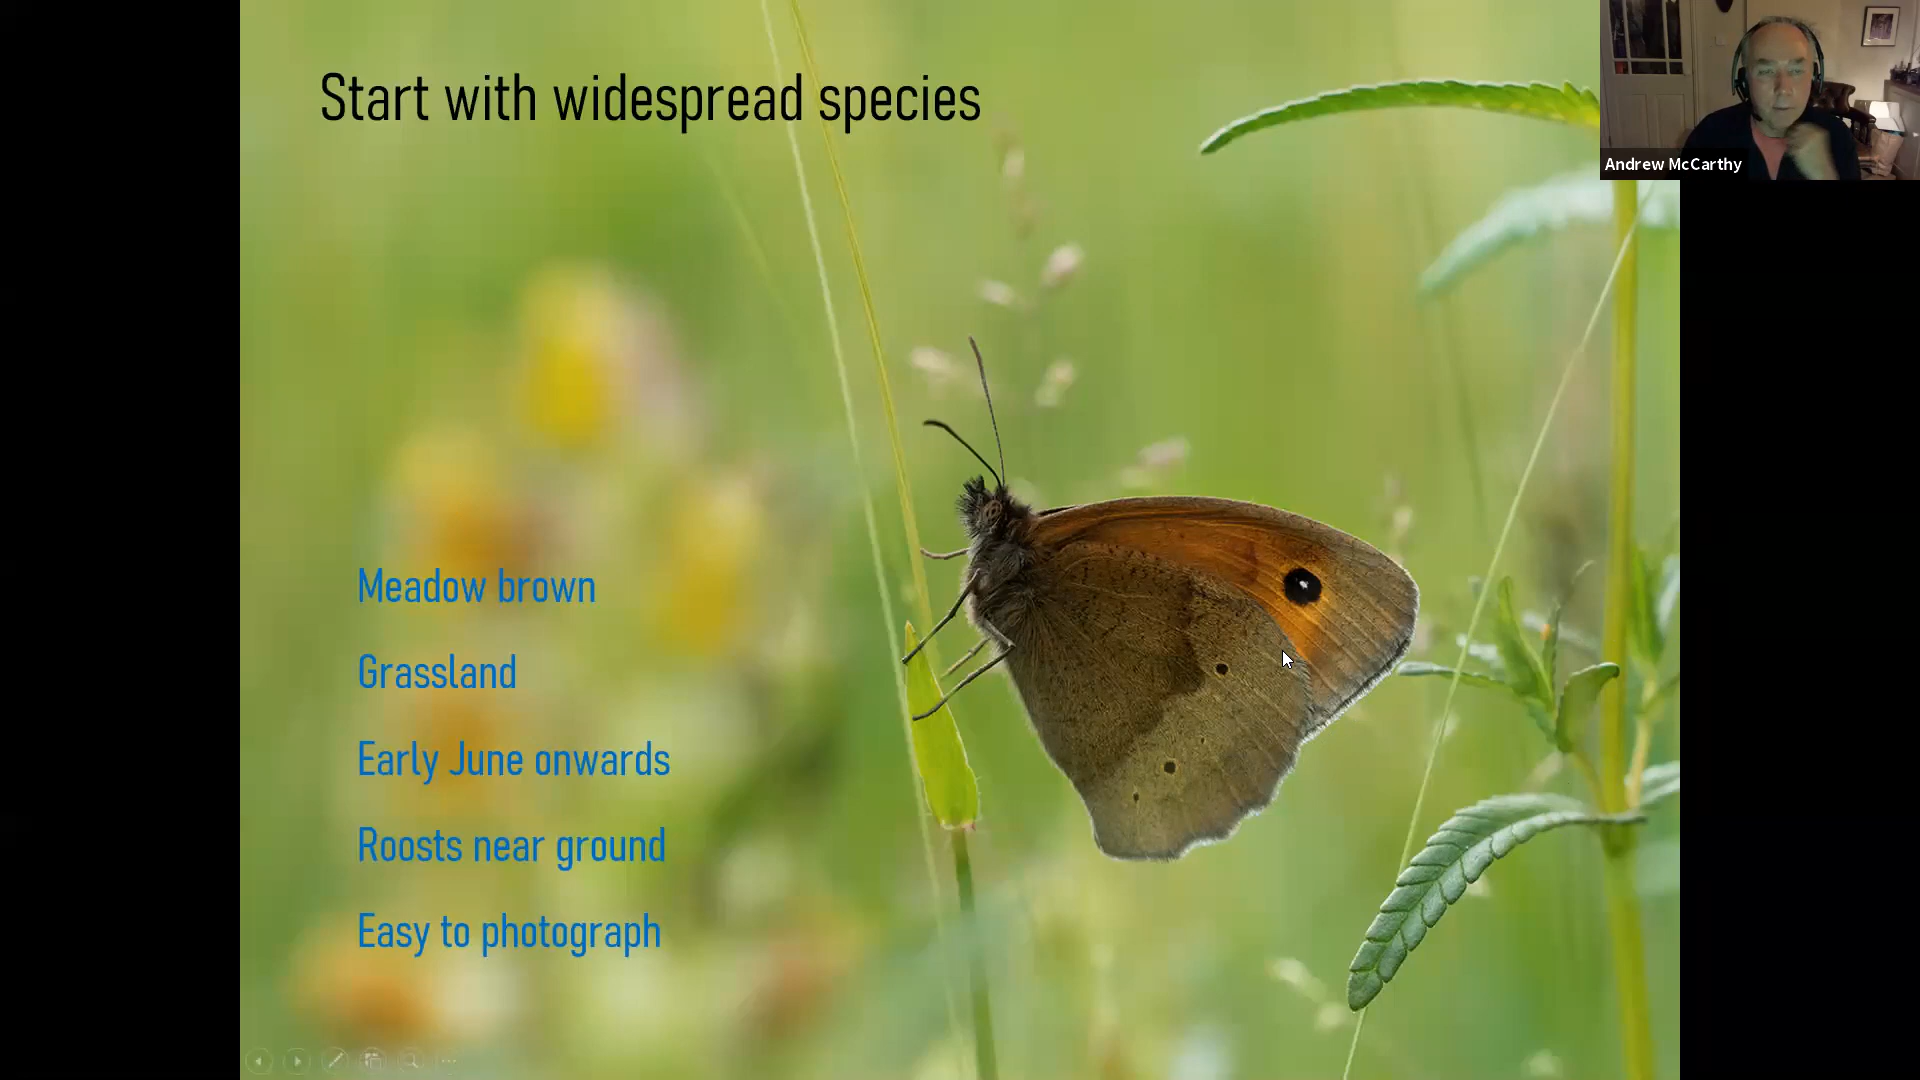 Start with widespread species
Andrew McCarthy
Meadow brown
Grassland
Early June onwards
Roosts near ground
Easy to photograph